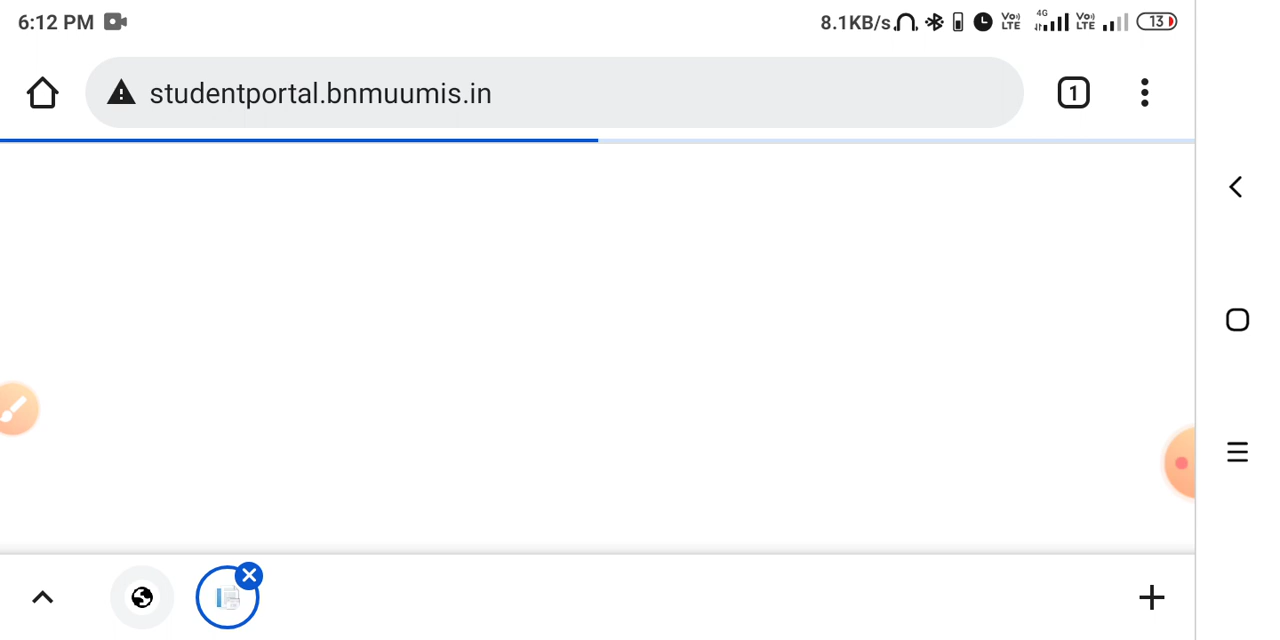 6:12 PM 8.1KB/s Vo) LTE 4G Vo) LTE 13
studentportal.bnmuumis.in 1